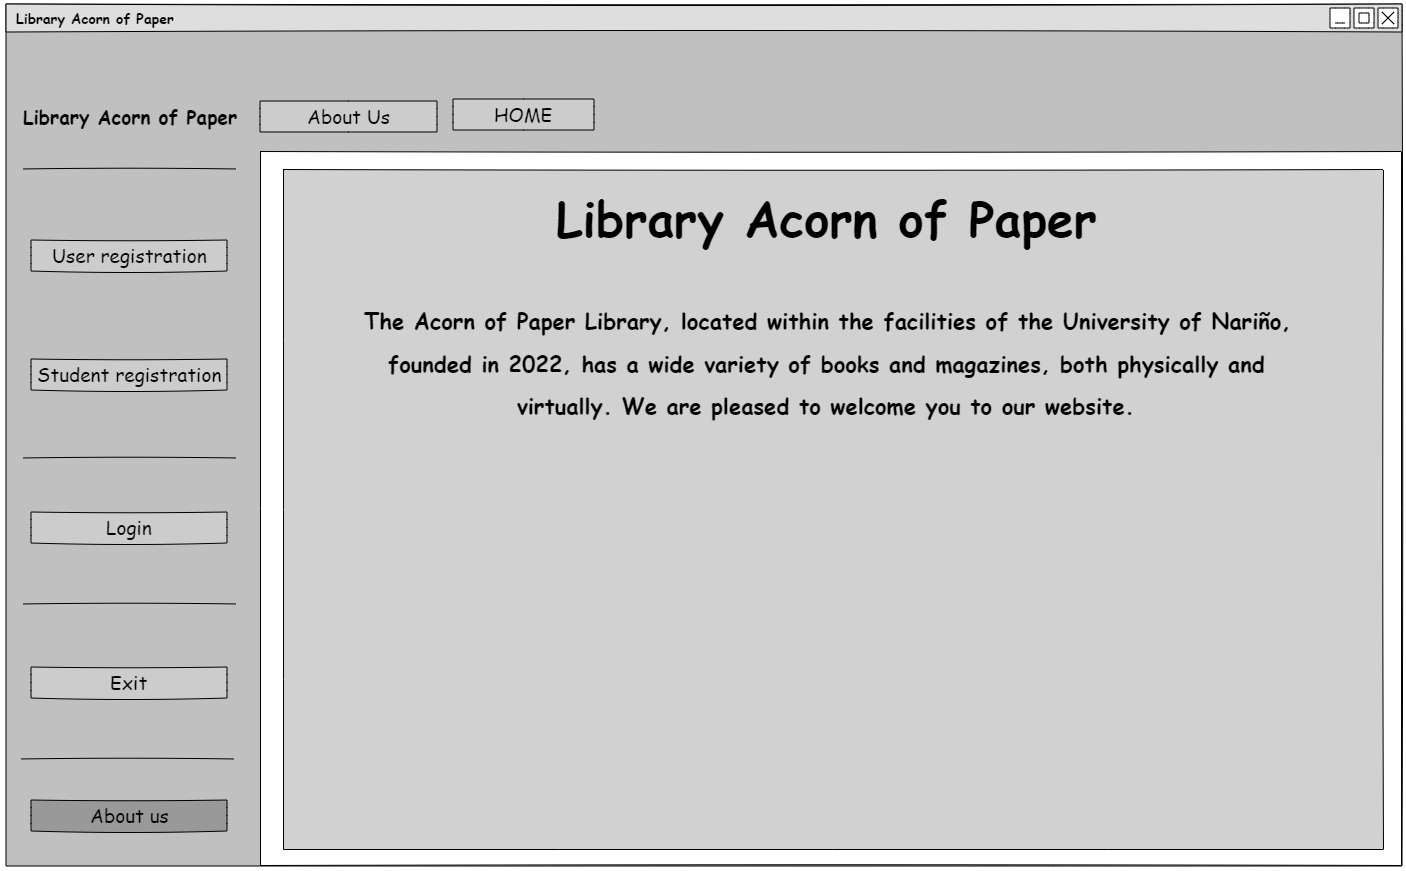 Library Acorn of Paper
Library Acorn of Paper
About Us
HOME
User registration
Student registration
Login
Exit
About us
Library Acorn of Paper
The Acorn of Paper Library, located within the facilities of the University of Nariño,
founded in 2022, has a wide variety of books and magazines, both physically and
virtually. We are pleased to welcome you to our website.